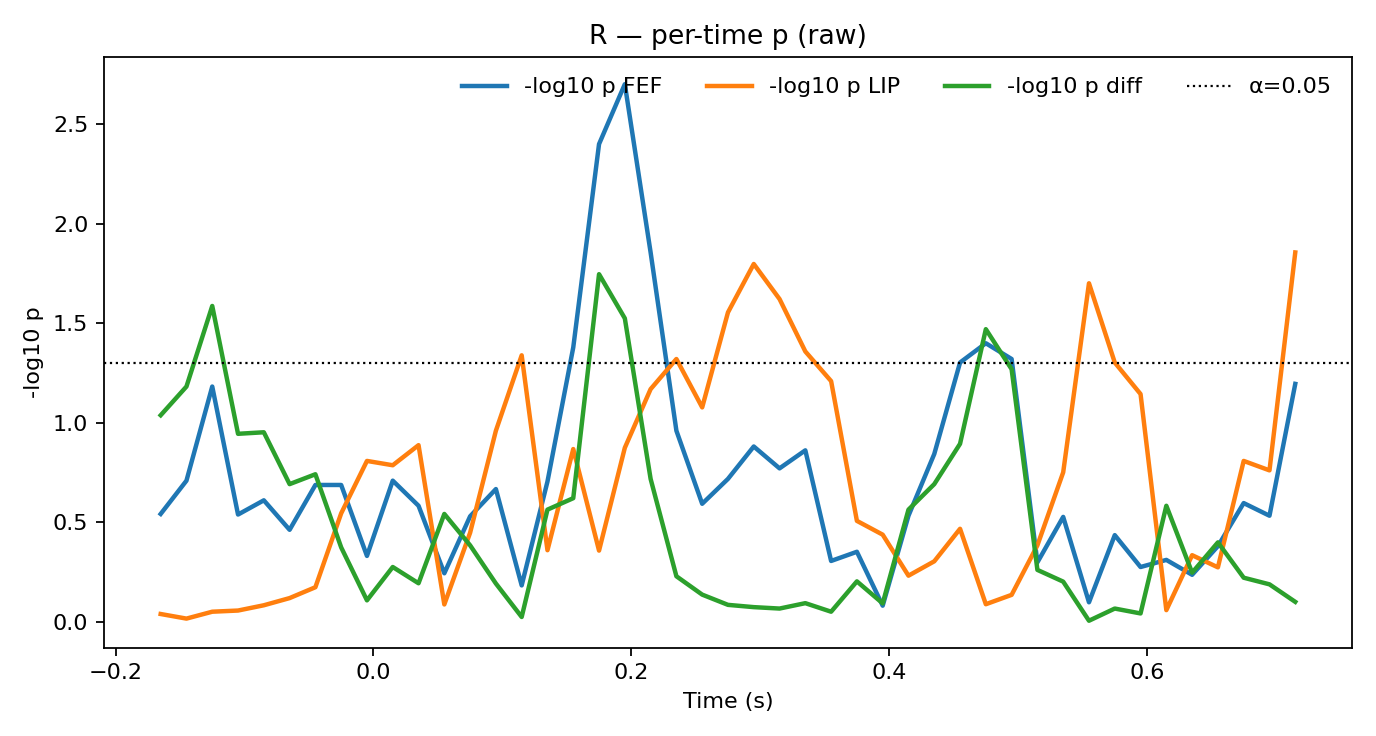 R — per-time p (raw)
-log10 p FEF
-log10 p LIP
-log10 p diff
α=0.05
-log10 p
2.5
2.0
1.5
1.0
0.5
0.0
−0.2
0.0
0.2
0.4
0.6
Time (s)